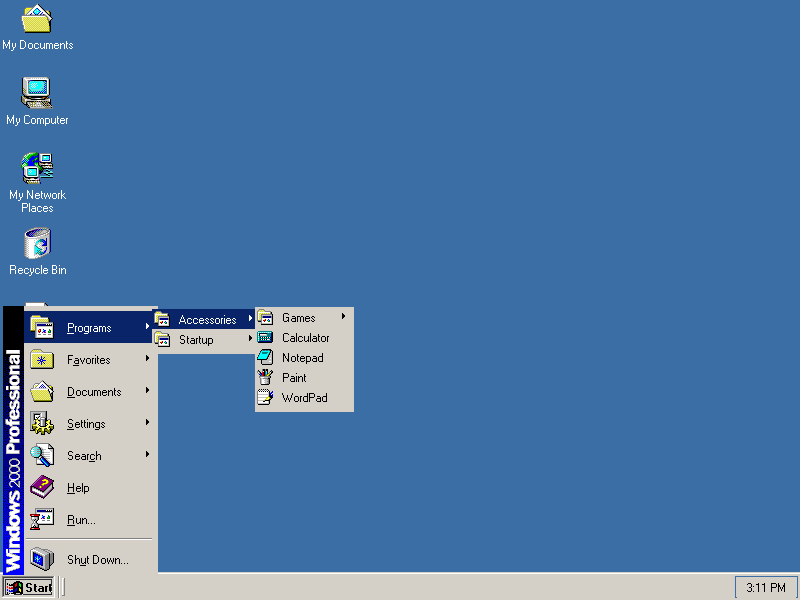 My Documents
My Computer
My Network
Places
Recycle Bin
Windows 2000 Professional
Programs
Favorites
Documents
Settings
Search
Help
Run...
Shut Down...
Accessories
Startup
Games
Calculator
Notepad
Paint
WordPad
Start
3:11 PM